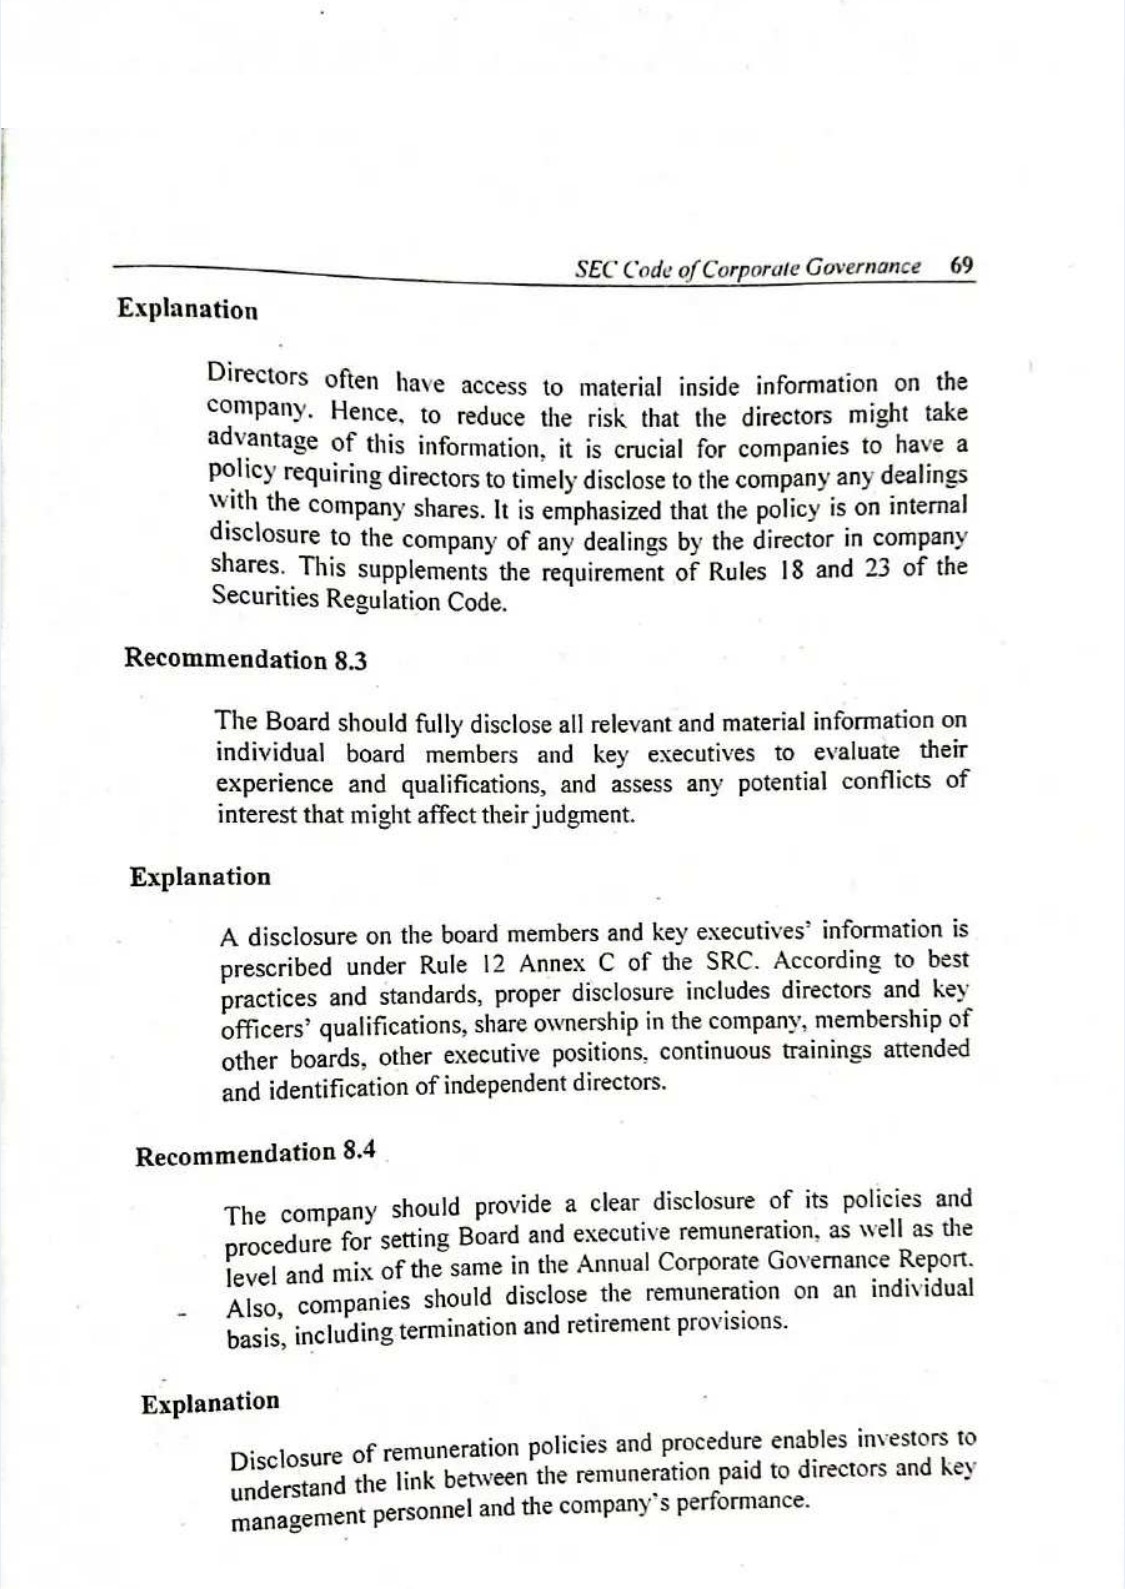 SEC Code of Corporate Governance 69
Explanation
Directors often have access to material inside information on the
company. Hence, to reduce the risk that the directors might take
advantage of this information, it is crucial for companies to have a
policy requiring directors to timely disclose to the company any dealings
with the company shares. It is emphasized that the policy is on internal
disclosure to the company of any dealings by the director in company
shares. This supplements the requirement of Rules 18 and 23 of the
Securities Regulation Code.
Recommendation 8.3
The Board should fully disclose all relevant and material information on
individual board members and key executives to evaluate their
experience and qualifications, and assess any potential conflicts of
interest that might affect their judgment.
Explanation
A disclosure on the board members and key executives' information is
prescribed under Rule 12 Annex C of the SRC. According to best
practices and standards, proper disclosure includes directors and key
officers' qualifications, share ownership in the company, membership of
other boards, other executive positions, continuous trainings attended
and identification of independent directors.
Recommendation 8.4
The company should provide a clear disclosure of its policies and
procedure for setting Board and executive remuneration, as well as the
level and mix of the same in the Annual Corporate Governance Report.
Also, companies should disclose the remuneration on an individual
basis, including termination and retirement provisions.
Explanation
Disclosure of remuneration policies and procedure enables investors to
understand the link between the remuneration paid to directors and key
management personnel and the company's performance.